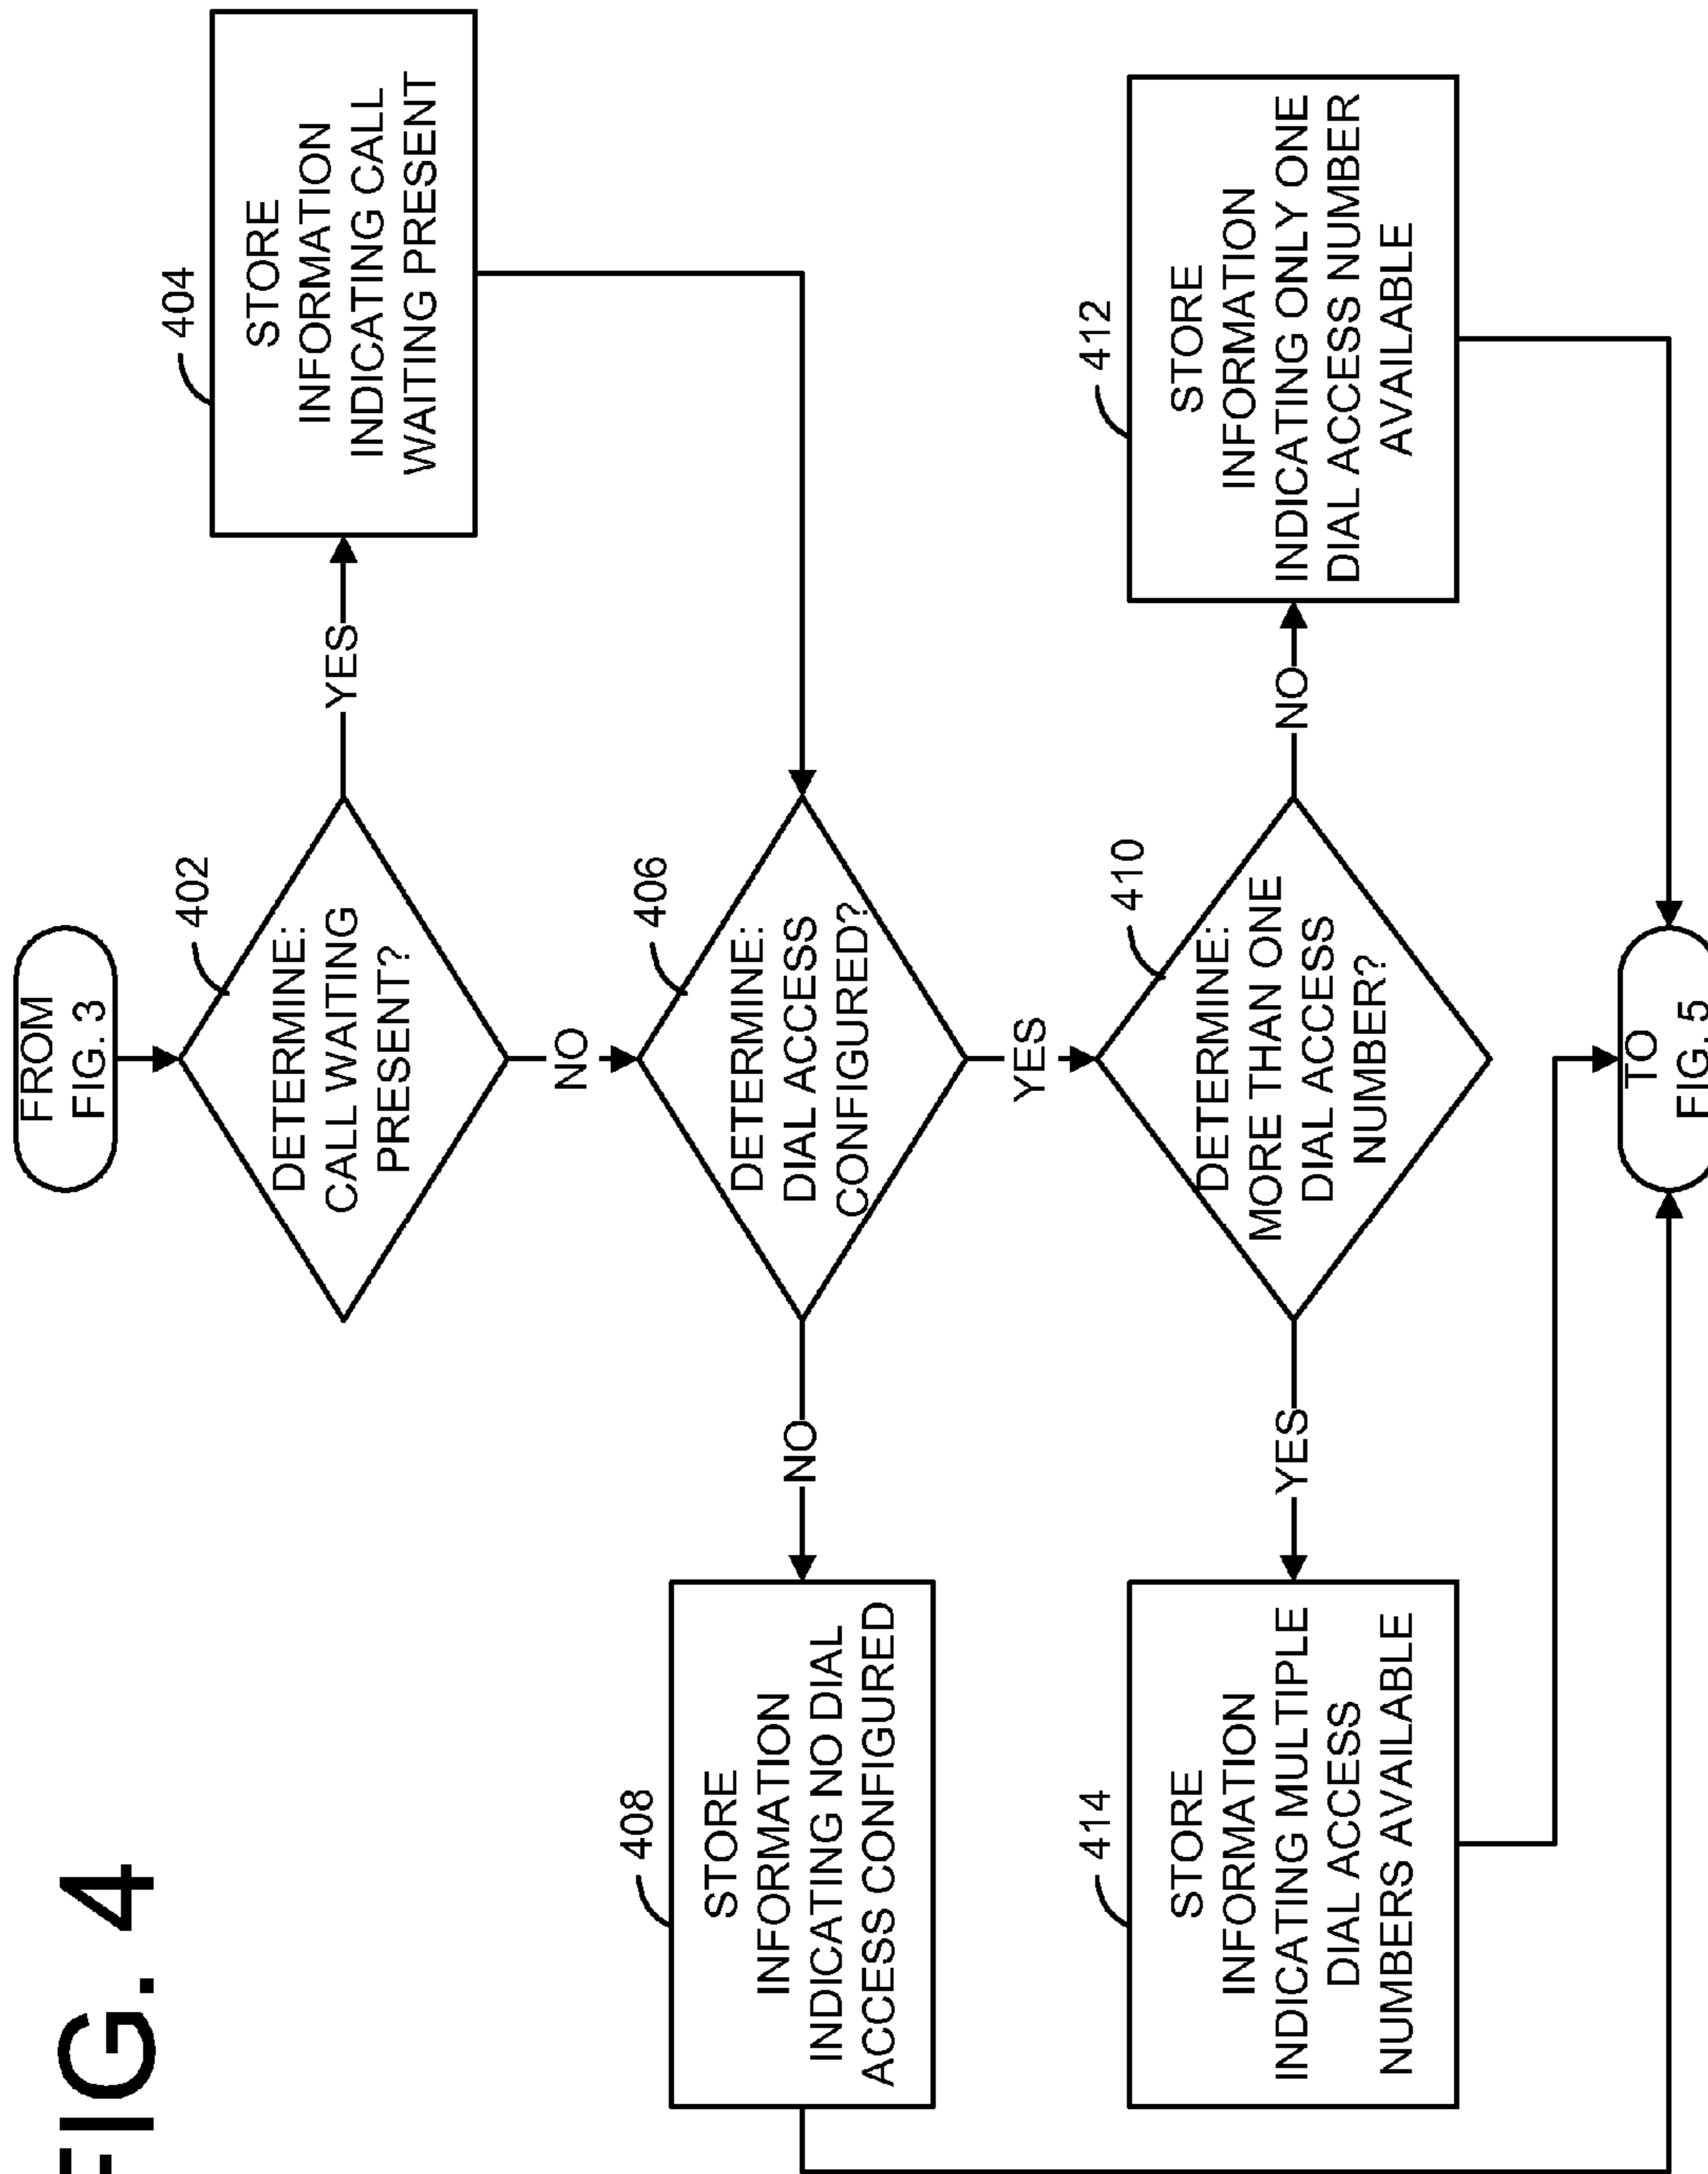 FIG. 4
FROM
FIG. 3
402
DETERMINE:
CALL WAITING
PRESENT?
YES
404
STORE
INFORMATION
INDICATING CALL
WAITING PRESENT
NO
406
DETERMINE:
DIAL ACCESS
CONFIGURED?
NO
408
STORE
INFORMATION
INDICATING NO DIAL
ACCESS CONFIGURED
YES
410
DETERMINE:
MORE THAN ONE
DIAL ACCESS
NUMBER?
NO
412
STORE
INFORMATION
INDICATING ONLY ONE
DIAL ACCESS NUMBER
AVAILABLE
YES
414
STORE
INFORMATION
INDICATING MULTIPLE
DIAL ACCESS
NUMBERS AVAILABLE
TO
FIG. 5